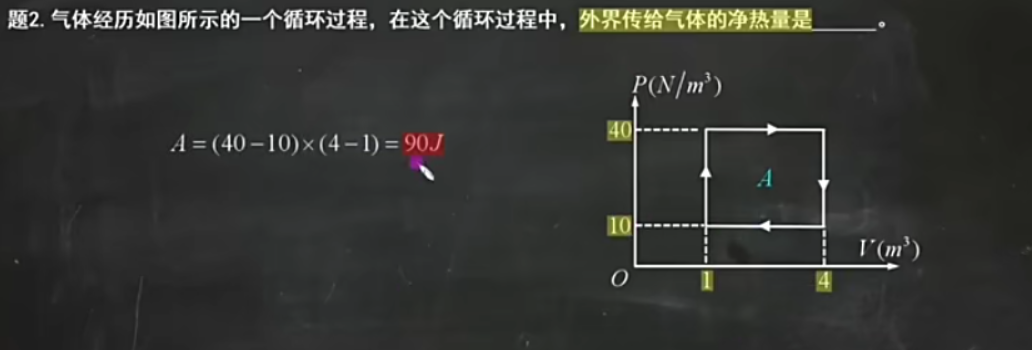 题2. 气体经历如图所示的一个循环过程，在这个循环过程中，外界传给气体的净热量是______。
P(N/m³)
40
A=(40-10)×(4-1)=90J
A
10
V(m³)
O
1
4